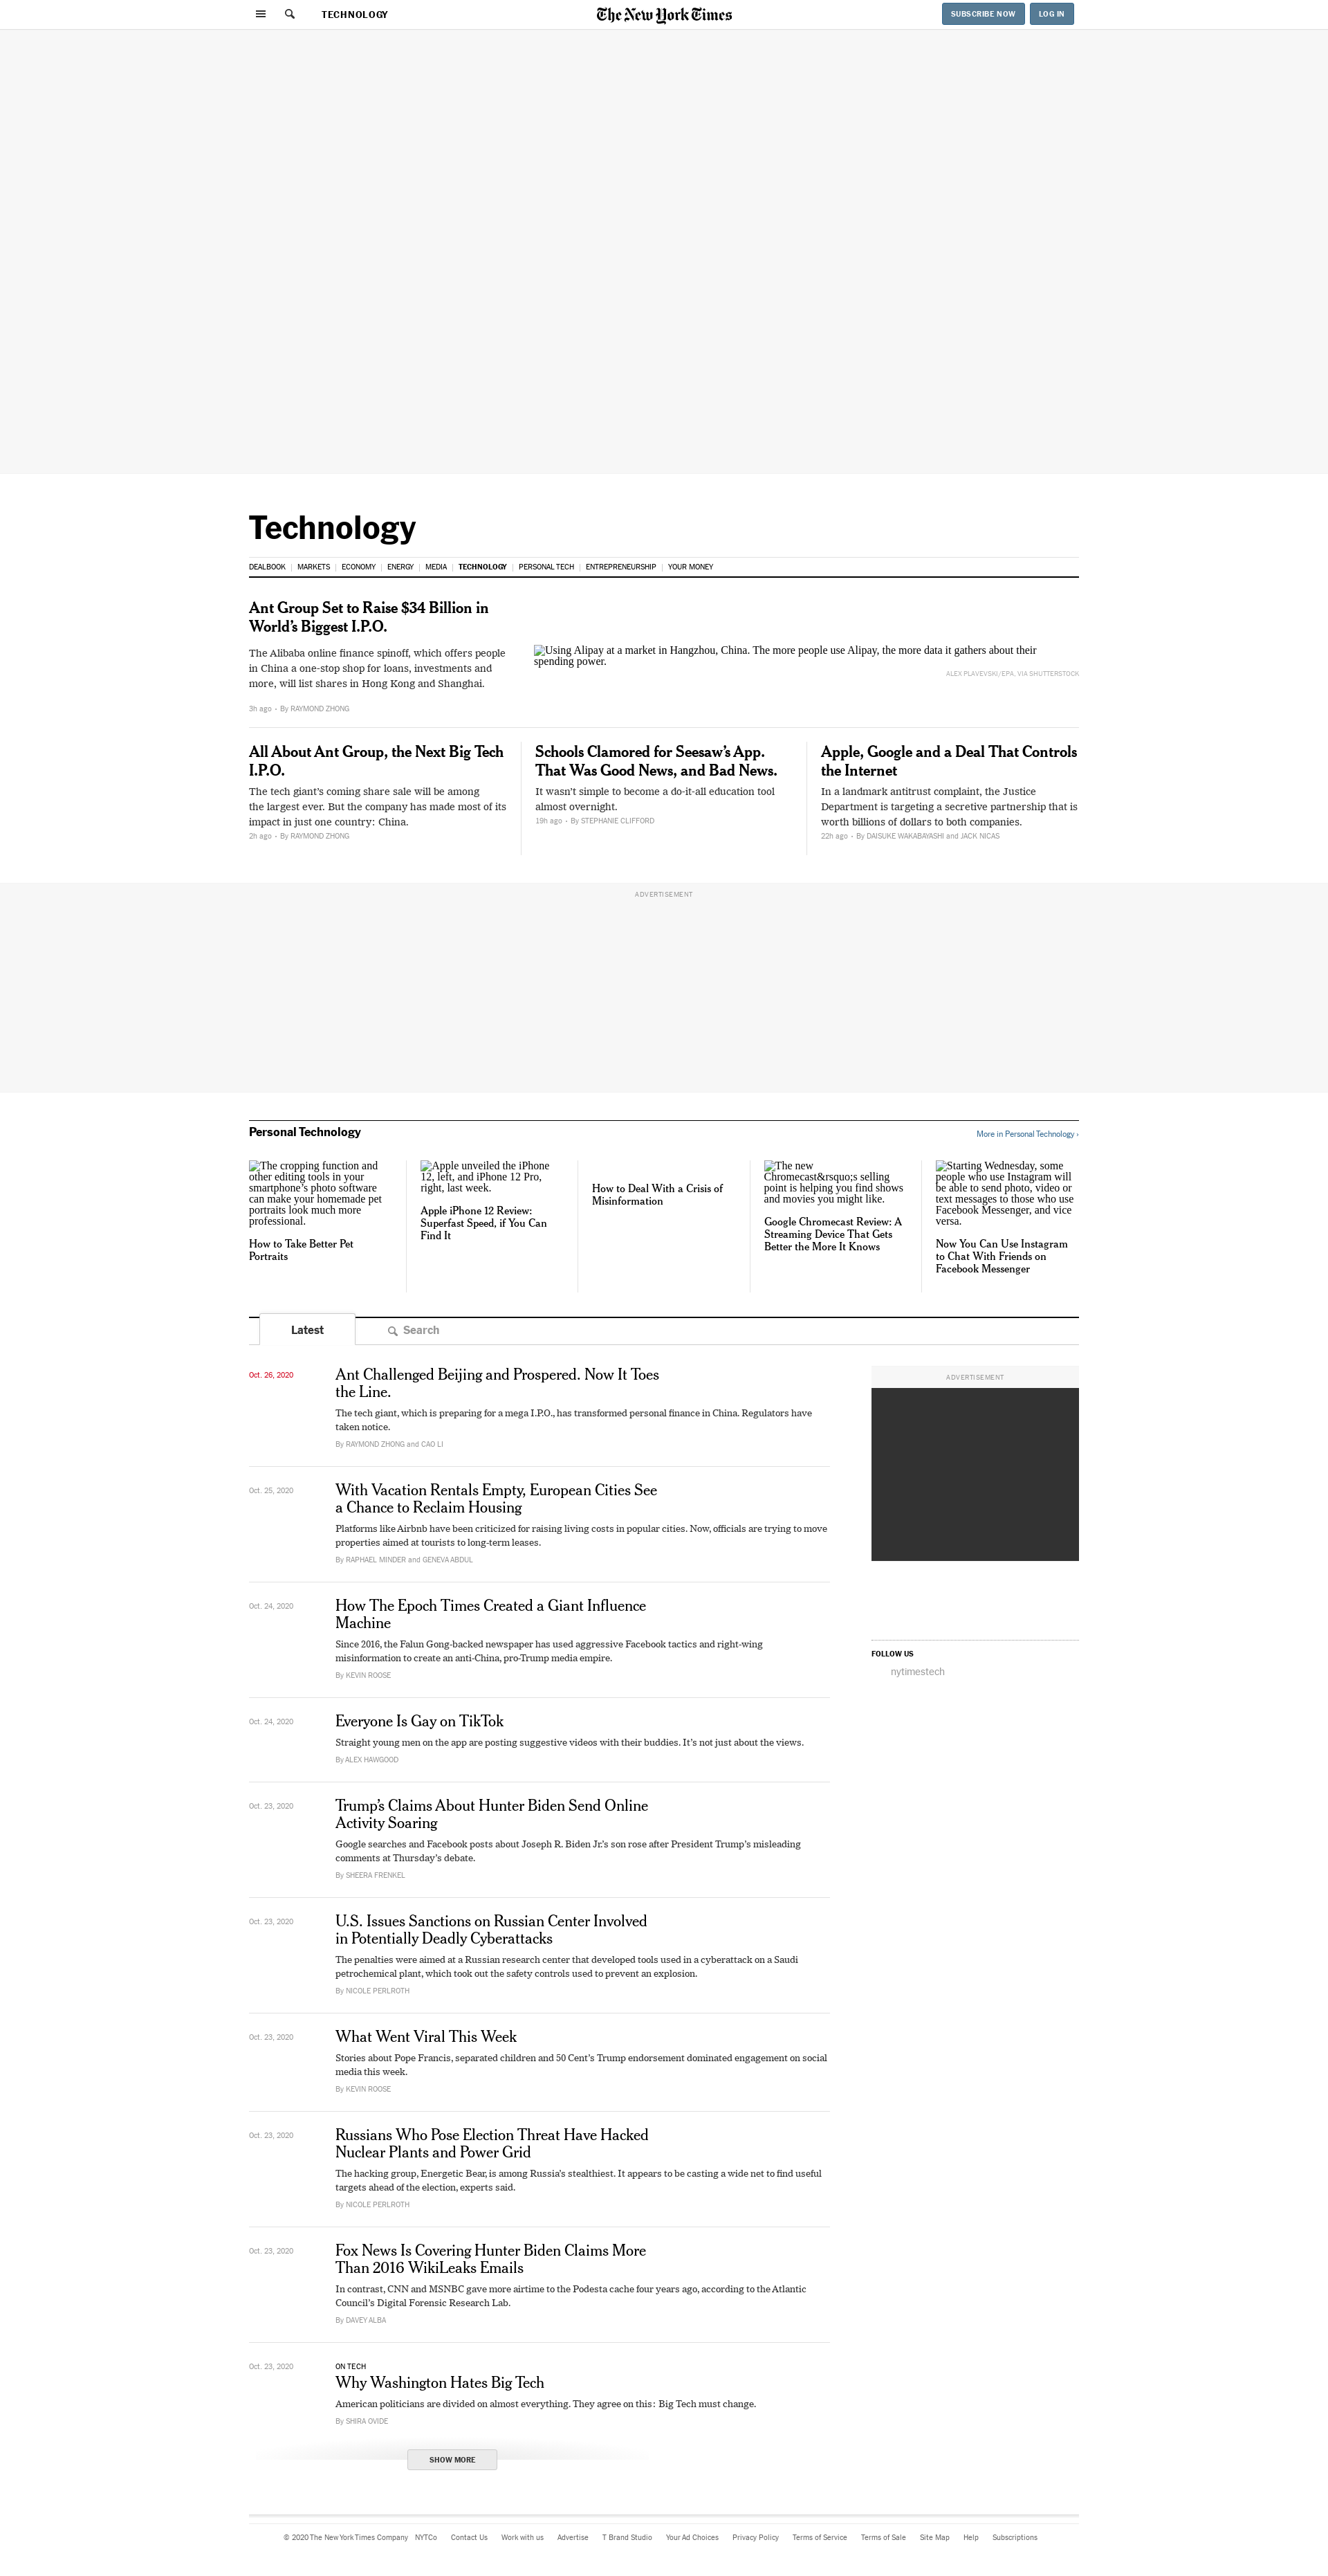 TECHNOLOGY
The New York Times
SUBSCRIBE NOW
LOG IN
Technology
DEALBOOK
MARKETS
ECONOMY
ENERGY
MEDIA
TECHNOLOGY
PERSONAL TECH
ENTREPRENEURSHIP
YOUR MONEY
Ant Group Set to Raise $34 Billion in
World’s Biggest I.P.O.
The Alibaba online finance spinoff, which offers people
in China a one-stop shop for loans, investments and
more, will list shares in Hong Kong and Shanghai.
3h ago • By RAYMOND ZHONG
Using Alipay at a market in Hangzhou, China. The more people use Alipay, the more data it gathers about their
spending power.
ALEX PLAVEVSKI/EPA, VIA SHUTTERSTOCK
All About Ant Group, the Next Big Tech
I.P.O.
The tech giant’s coming share sale will be among
the largest ever. But the company has made most of its
impact in just one country: China.
2h ago • By RAYMOND ZHONG
Schools Clamored for Seesaw’s App.
That Was Good News, and Bad News.
It wasn’t simple to become a do-it-all education tool
almost overnight.
19h ago • By STEPHANIE CLIFFORD
Apple, Google and a Deal That Controls
the Internet
In a landmark antitrust complaint, the Justice
Department is targeting a secretive partnership that is
worth billions of dollars to both companies.
22h ago • By DAISUKE WAKABAYASHI and JACK NICAS
ADVERTISEMENT
Personal Technology
More in Personal Technology ›
The cropping function and
other editing tools in your
smartphone’s photo software
can make your homemade pet
portraits look much more
professional.
How to Take Better Pet
Portraits
Apple unveiled the iPhone
12, left, and iPhone 12 Pro,
right, last week.
Apple iPhone 12 Review:
Superfast Speed, if You Can
Find It
How to Deal With a Crisis of
Misinformation
The new
Chromecast&rsquo;s selling
point is helping you find shows
and movies you might like.
Google Chromecast Review: A
Streaming Device That Gets
Better the More It Knows
Starting Wednesday, some
people who use Instagram will
be able to send photo, video or
text messages to those who use
Facebook Messenger, and vice
versa.
Now You Can Use Instagram
to Chat With Friends on
Facebook Messenger
Latest
Search
Oct. 26, 2020
Ant Challenged Beijing and Prospered. Now It Toes
the Line.
The tech giant, which is preparing for a mega I.P.O., has transformed personal finance in China. Regulators have
taken notice.
By RAYMOND ZHONG and CAO LI
Oct. 25, 2020
With Vacation Rentals Empty, European Cities See
a Chance to Reclaim Housing
Platforms like Airbnb have been criticized for raising living costs in popular cities. Now, officials are trying to move
properties aimed at tourists to long-term leases.
By RAPHAEL MINDER and GENEVA ABDUL
Oct. 24, 2020
How The Epoch Times Created a Giant Influence
Machine
Since 2016, the Falun Gong-backed newspaper has used aggressive Facebook tactics and right-wing
misinformation to create an anti-China, pro-Trump media empire.
By KEVIN ROOSE
Oct. 24, 2020
Everyone Is Gay on TikTok
Straight young men on the app are posting suggestive videos with their buddies. It’s not just about the views.
By ALEX HAWGOOD
Oct. 23, 2020
Trump’s Claims About Hunter Biden Send Online
Activity Soaring
Google searches and Facebook posts about Joseph R. Biden Jr.’s son rose after President Trump’s misleading
comments at Thursday’s debate.
By SHEERA FRENKEL
Oct. 23, 2020
U.S. Issues Sanctions on Russian Center Involved
in Potentially Deadly Cyberattacks
The penalties were aimed at a Russian research center that developed tools used in a cyberattack on a Saudi
petrochemical plant, which took out the safety controls used to prevent an explosion.
By NICOLE PERLROTH
Oct. 23, 2020
What Went Viral This Week
Stories about Pope Francis, separated children and 50 Cent’s Trump endorsement dominated engagement on social
media this week.
By KEVIN ROOSE
Oct. 23, 2020
Russians Who Pose Election Threat Have Hacked
Nuclear Plants and Power Grid
The hacking group, Energetic Bear, is among Russia’s stealthiest. It appears to be casting a wide net to find useful
targets ahead of the election, experts said.
By NICOLE PERLROTH
Oct. 23, 2020
Fox News Is Covering Hunter Biden Claims More
Than 2016 WikiLeaks Emails
In contrast, CNN and MSNBC gave more airtime to the Podesta cache four years ago, according to the Atlantic
Council’s Digital Forensic Research Lab.
By DAVEY ALBA
Oct. 23, 2020
ON TECH
Why Washington Hates Big Tech
American politicians are divided on almost everything. They agree on this: Big Tech must change.
By SHIRA OVIDE
SHOW MORE
ADVERTISEMENT
FOLLOW US
nytimestech
© 2020 The New York Times Company
NYTCo
Contact Us
Work with us
Advertise
T Brand Studio
Your Ad Choices
Privacy Policy
Terms of Service
Terms of Sale
Site Map
Help
Subscriptions